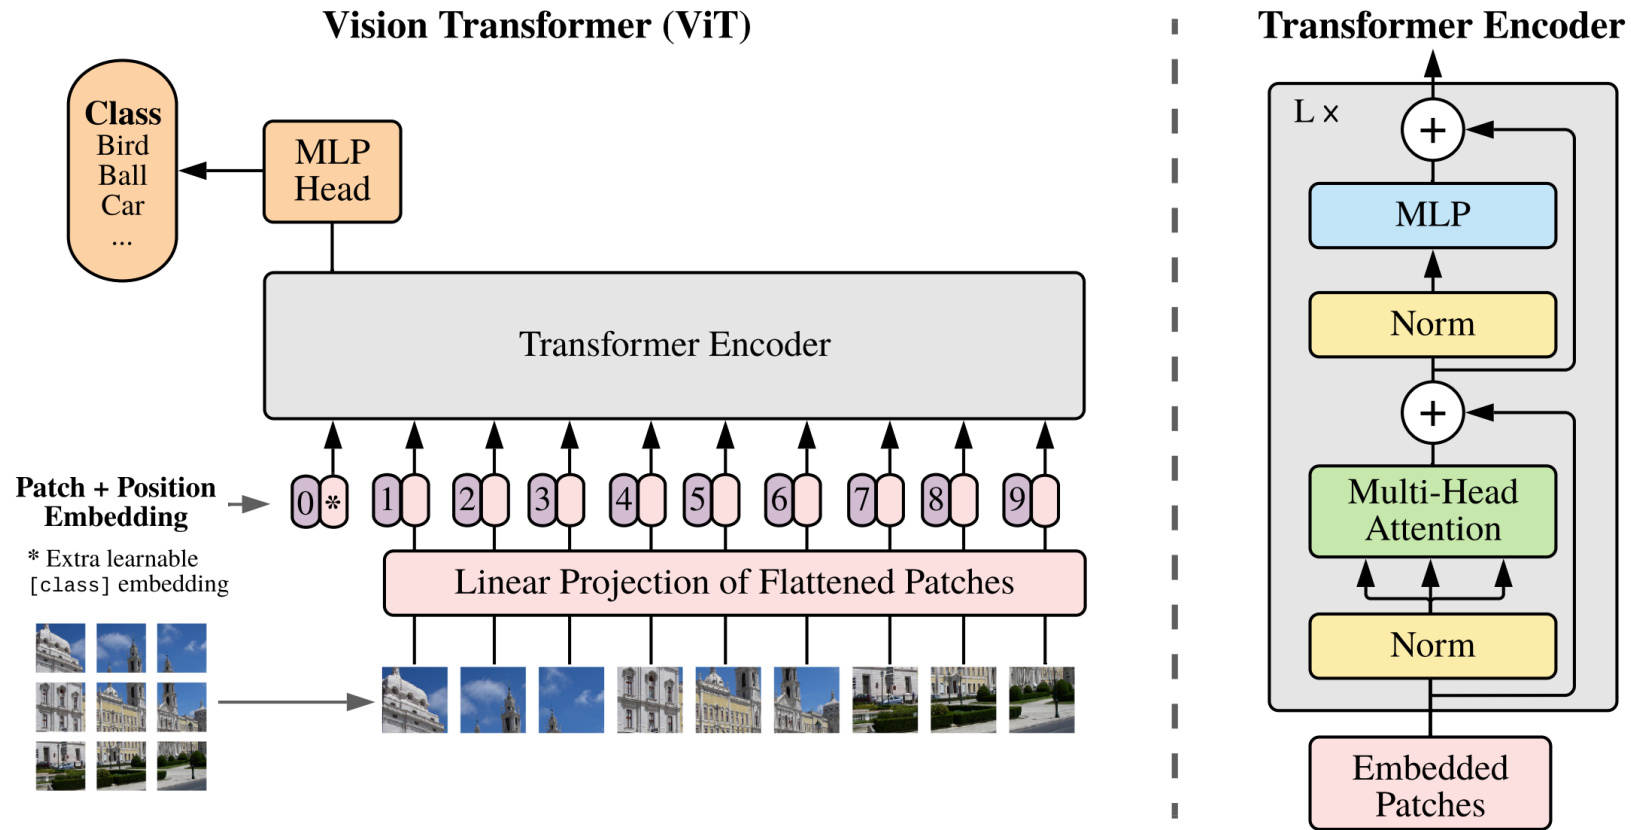 Vision Transformer (ViT)
Class
Bird
Ball
Car
...
MLP
Head
Transformer Encoder
Patch + Position
Embedding
0 * 1 2 3 4 5 6 7 8 9
* Extra learnable
[class] embedding
Linear Projection of Flattened Patches
Transformer Encoder
L ×
+
MLP
Norm
+
Multi-Head
Attention
Norm
Embedded
Patches